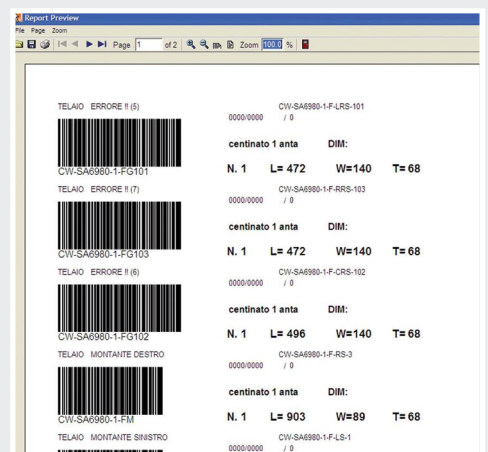 Report Preview
File Page Zoom
Page 1 of 2 Zoom 100.0 %
TELAIO ERRORE !! (5) CW-SA6980-1-F-LRS-101
0000/0000 / 0
centinato 1 anta DIM:
N. 1 L= 472 W=140 T= 68
CW-SA6980-1-FG101
TELAIO ERRORE !! (7) CW-SA6980-1-F-RRS-103
0000/0000 / 0
centinato 1 anta DIM:
N. 1 L= 472 W=140 T= 68
CW-SA6980-1-FG103
TELAIO ERRORE !! (6) CW-SA6980-1-F-CRS-102
0000/0000 / 0
centinato 1 anta DIM:
N. 1 L= 496 W=140 T= 68
CW-SA6980-1-FG102
TELAIO MONTANTE DESTRO CW-SA6980-1-F-RS-3
0000/0000 / 0
centinato 1 anta DIM:
N. 1 L= 903 W=89 T= 68
CW-SA6980-1-FM
TELAIO MONTANTE SINISTRO CW-SA6980-1-F-LS-1
0000/0000 / 0